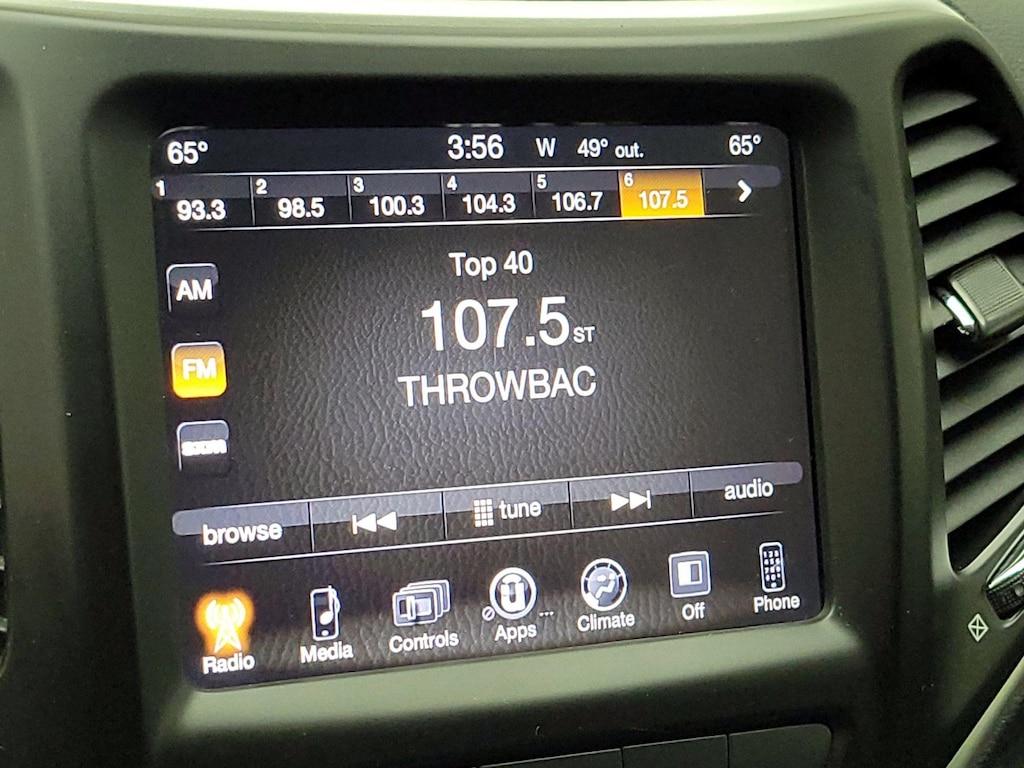 65° 3:56 W 49° out. 65°
1 2 3 4 5 6
93.3 98.5 100.3 104.3 106.7 107.5
Top 40
AM
107.5 ST
FM
THROWBAC
browse tune audio
Radio Media Controls Apps ... Climate Off Phone